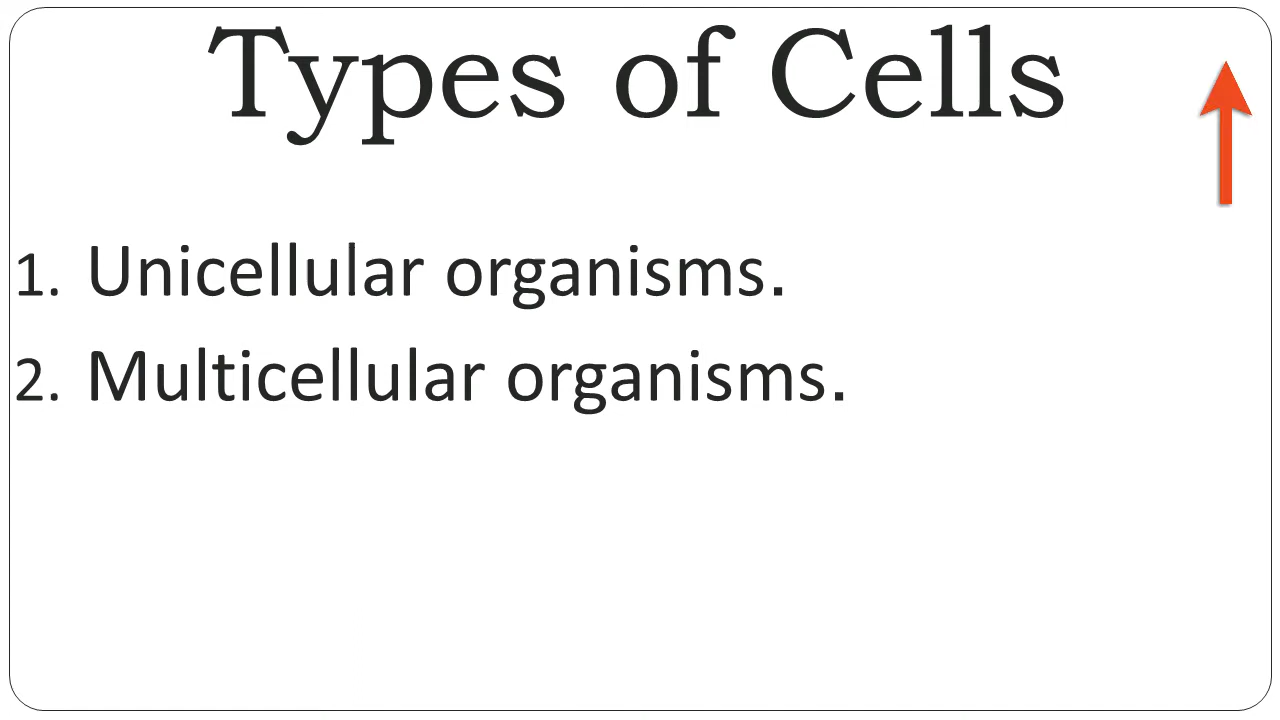 Types of Cells
1. Unicellular organisms.
2. Multicellular organisms.